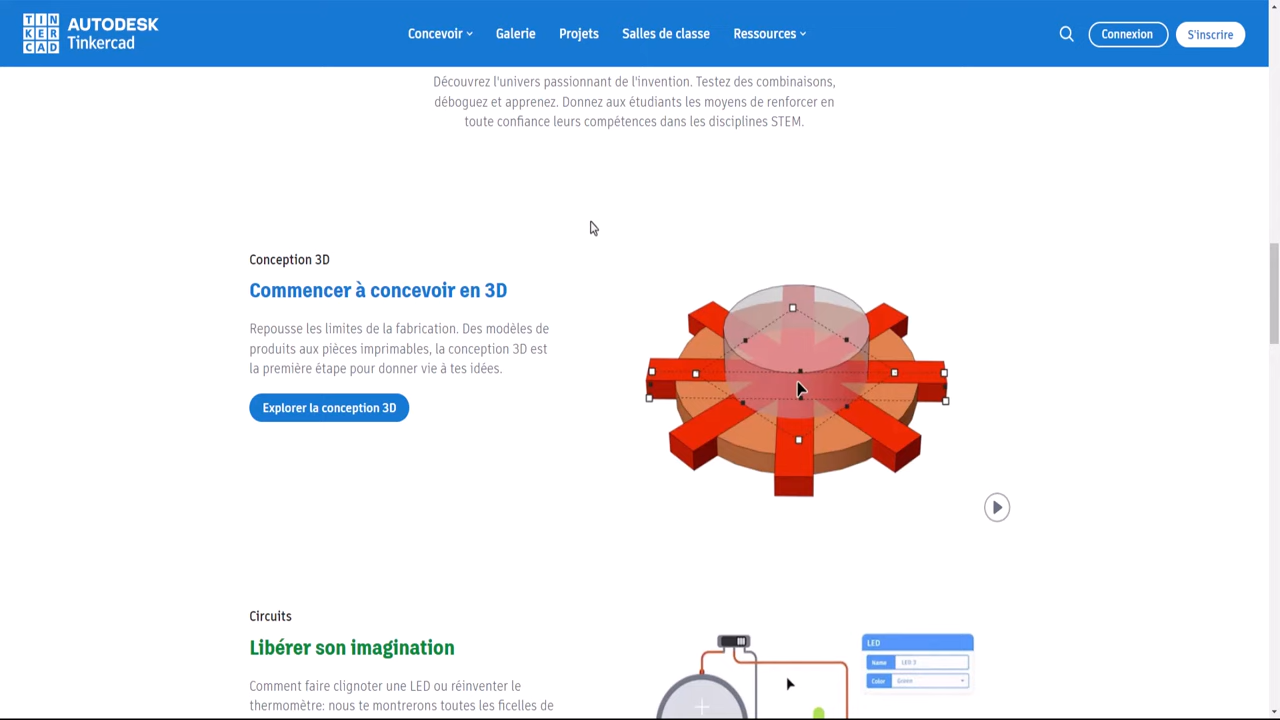 TIN
KER
CAD
AUTODESK
Tinkercad
Concevoir
Galerie
Projets
Salles de classe
Ressources
Connexion
S'inscrire
Découvrez l'univers passionnant de l'invention. Testez des combinaisons,
déboguez et apprenez. Donnez aux étudiants les moyens de renforcer en
toute confiance leurs compétences dans les disciplines STEM.
Conception 3D
Commencer à concevoir en 3D
Repousse les limites de la fabrication. Des modèles de
produits aux pièces imprimables, la conception 3D est
la première étape pour donner vie à tes idées.
Explorer la conception 3D
Circuits
Libérer son imagination
Comment faire clignoter une LED ou réinventer le
thermomètre: nous te montrerons toutes les ficelles de
LED
Name LED 3
Color Green